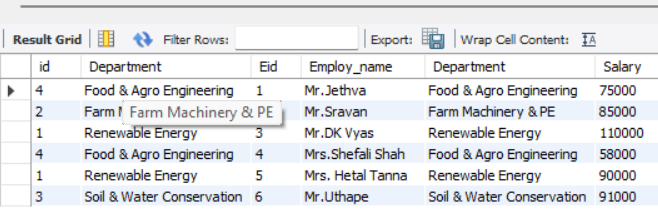 Result Grid Filter Rows: Export: Wrap Cell Content: IA
id Department Eid Employ_name Department Salary
4 Food & Agro Engineering 1 Mr.Jethva Food & Agro Engineering 75000
2 Farm Farm Machinery & PE Mr.Sravan Farm Machinery & PE 85000
1 Renewable Energy 3 Mr.DK Vyas Renewable Energy 110000
4 Food & Agro Engineering 4 Mrs.Shefali Shah Food & Agro Engineering 58000
1 Renewable Energy 5 Mrs. Hetal Tanna Renewable Energy 90000
3 Soil & Water Conservation 6 Mr.Uthape Soil & Water Conservation 91000